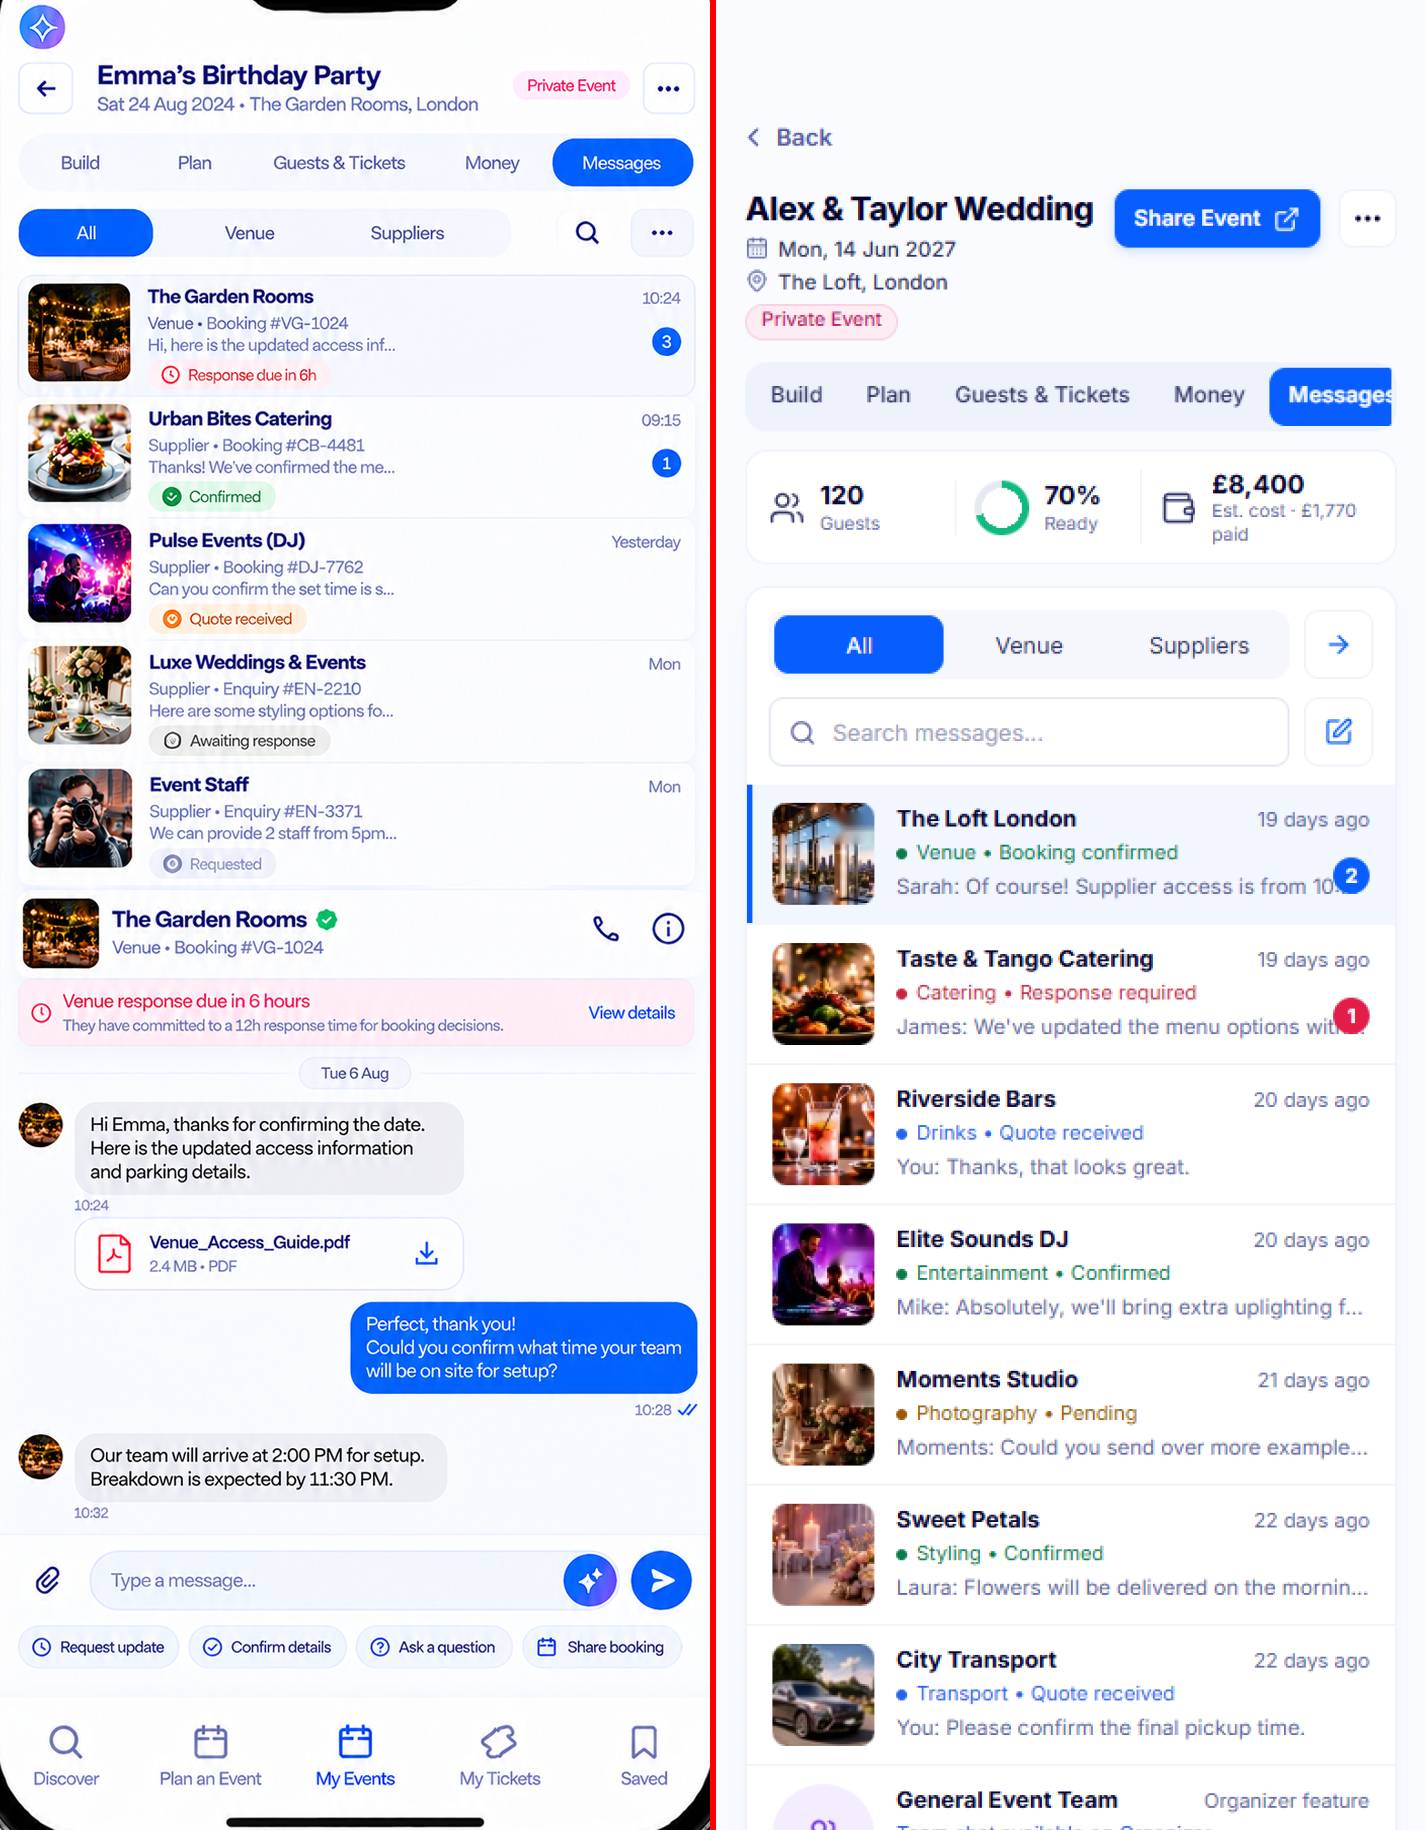 Emma's Birthday Party
Sat 24 Aug 2024 • The Garden Rooms, London
Private Event
Build
Plan
Guests & Tickets
Money
Messages
All
Venue
Suppliers
The Garden Rooms
10:24
Venue • Booking #VG-1024
Hi, here is the updated access inf...
3
Response due in 6h
Urban Bites Catering
09:15
Supplier • Booking #CB-4481
Thanks! We've confirmed the me...
1
Confirmed
Pulse Events (DJ)
Yesterday
Supplier • Booking #DJ-7762
Can you confirm the set time is s...
Quote received
Luxe Weddings & Events
Mon
Supplier • Enquiry #EN-2210
Here are some styling options fo...
Awaiting response
Event Staff
Mon
Supplier • Enquiry #EN-3371
We can provide 2 staff from 5pm...
Requested
The Garden Rooms
Venue • Booking #VG-1024
Venue response due in 6 hours
They have committed to a 12h response time for booking decisions.
View details
Tue 6 Aug
Hi Emma, thanks for confirming the date.
Here is the updated access information
and parking details.
10:24
Venue_Access_Guide.pdf
2.4 MB • PDF
Perfect, thank you!
Could you confirm what time your team
will be on site for setup?
10:28
Our team will arrive at 2:00 PM for setup.
Breakdown is expected by 11:30 PM.
10:32
Type a message...
Request update
Confirm details
Ask a question
Share booking
Discover
Plan an Event
My Events
My Tickets
Saved
Back
Alex & Taylor Wedding
Share Event
Mon, 14 Jun 2027
The Loft, London
Private Event
Build
Plan
Guests & Tickets
Money
Messages
120
Guests
70%
Ready
£8,400
Est. cost · £1,770
paid
All
Venue
Suppliers
Search messages...
The Loft London
19 days ago
Venue • Booking confirmed
Sarah: Of course! Supplier access is from 10...
2
Taste & Tango Catering
19 days ago
Catering • Response required
James: We've updated the menu options with...
1
Riverside Bars
20 days ago
Drinks • Quote received
You: Thanks, that looks great.
Elite Sounds DJ
20 days ago
Entertainment • Confirmed
Mike: Absolutely, we'll bring extra uplighting f...
Moments Studio
21 days ago
Photography • Pending
Moments: Could you send over more example...
Sweet Petals
22 days ago
Styling • Confirmed
Laura: Flowers will be delivered on the mornin...
City Transport
22 days ago
Transport • Quote received
You: Please confirm the final pickup time.
General Event Team
Organizer feature
Team chat available on Organizer